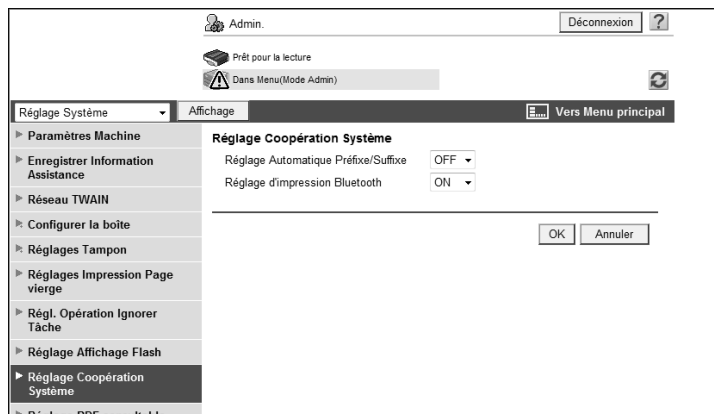 Admin.
Déconnexion
?
Prêt pour la lecture
Dans Menu(Mode Admin)
Réglage Système
Affichage
Vers Menu principal
Paramètres Machine
Enregistrer Information
Assistance
Réseau TWAIN
Configurer la boîte
Réglages Tampon
Réglages Impression Page
vierge
Régl. Opération Ignorer
Tâche
Réglage Affichage Flash
Réglage Coopération
Système
Réglage Coopération Système
Réglage Automatique Préfixe/Suffixe OFF
Réglage d'impression Bluetooth ON
OK Annuler